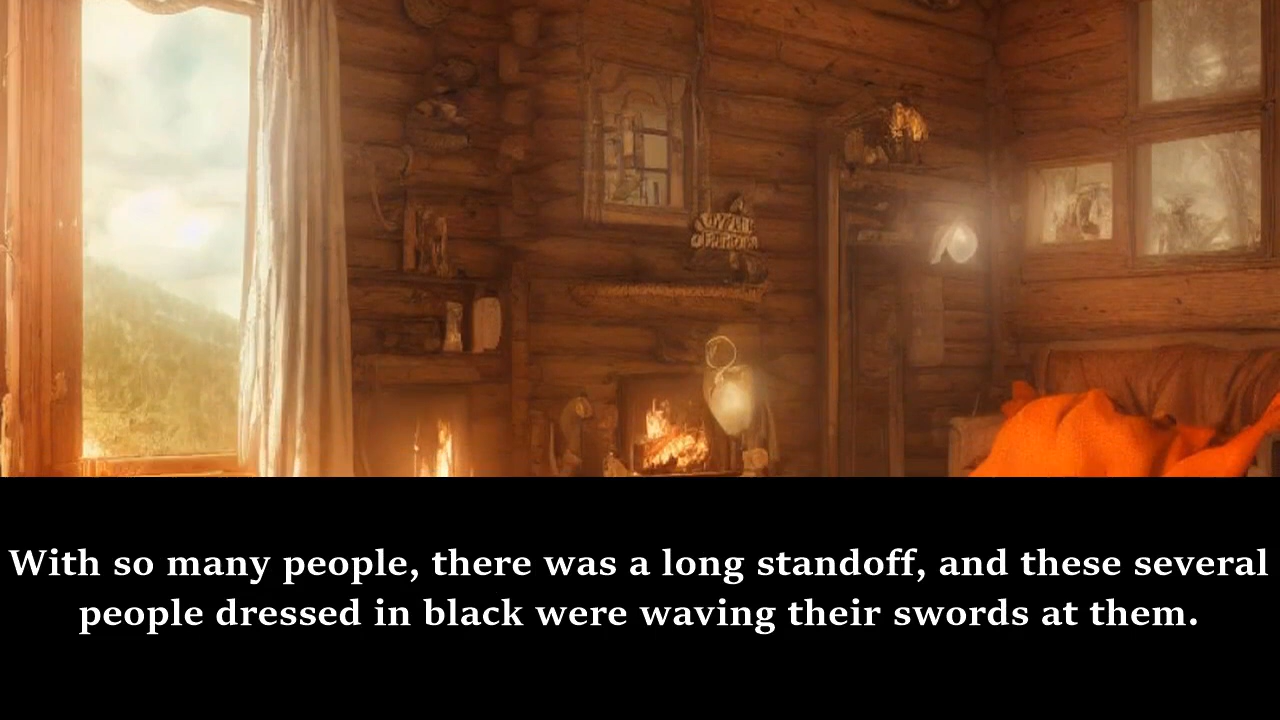 With so many people, there was a long standoff, and these several
people dressed in black were waving their swords at them.